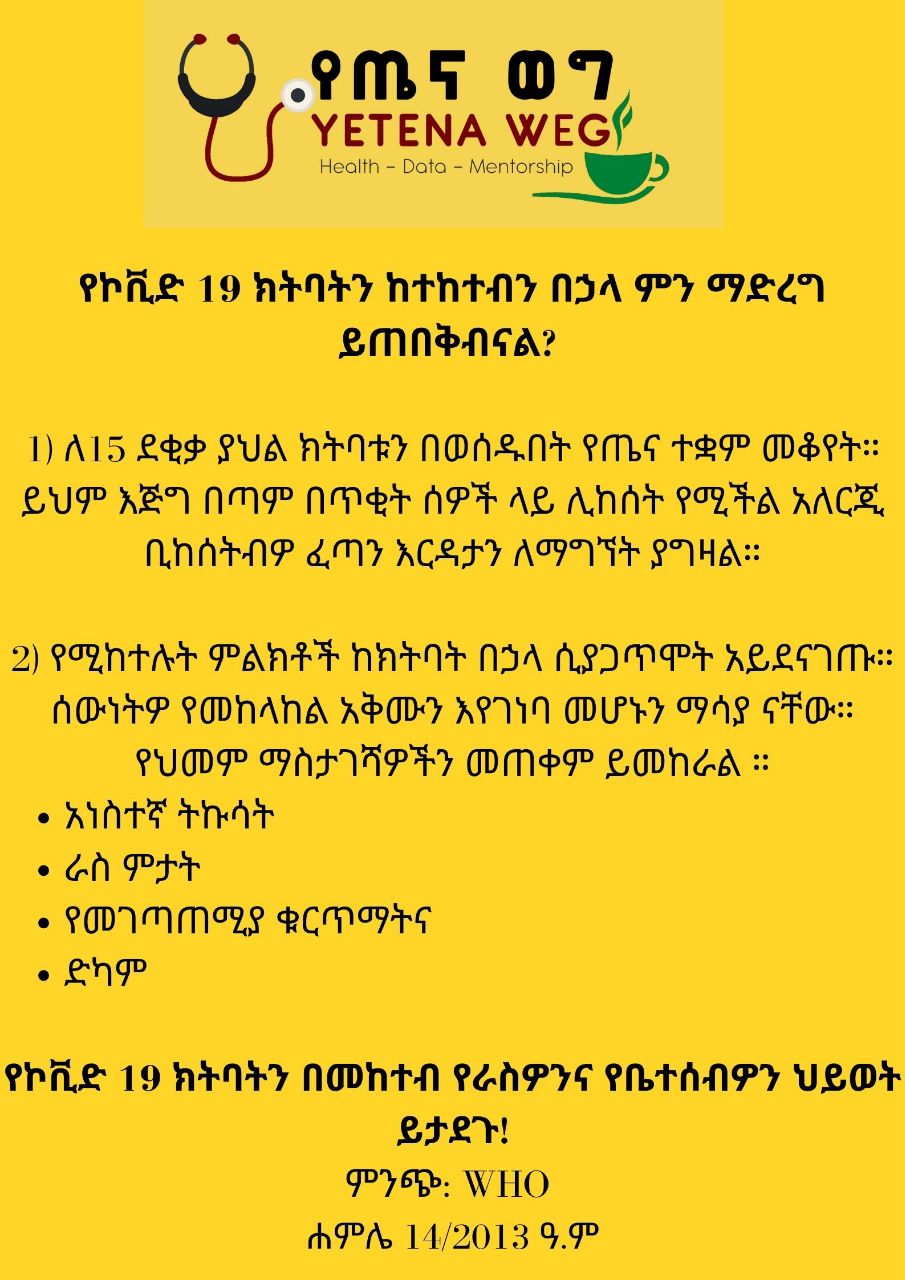 የጤና ወግ
YETENA WEG
Health - Data - Mentorship
የኮቪድ 19 ክትባትን ከተከተብን በኃላ ምን ማድረግ
ይጠበቅብናል?
1) ለ15 ደቂቃ ያህል ክትባቱን በወሰዱበት የጤና ተቋም መቆየት።
ይህም እጅግ በጣም በጥቂት ሰዎች ላይ ሊከሰት የሚችል አለርጂ
ቢከሰትብዎ ፈጣን እርዳታን ለማግኘት ያግዛል።
2) የሚከተሉት ምልክቶች ከክትባት በኃላ ሲያጋጥሞት አይደናገጡ።
ሰውነትዎ የመከላከል አቅሙን እየገነባ መሆኑን ማሳያ ናቸው።
የህመም ማስታገሻዎችን መጠቀም ይመከራል ።
• አነስተኛ ትኩሳት
• ራስ ምታት
• የመገጣጠሚያ ቁርጥማትና
• ድካም
የኮቪድ 19 ክትባትን በመከተብ የራስዎንና የቤተሰብዎን ህይወት
ይታደጉ!
ምንጭ: WHO
ሐምሌ 14/2013 ዓ.ም